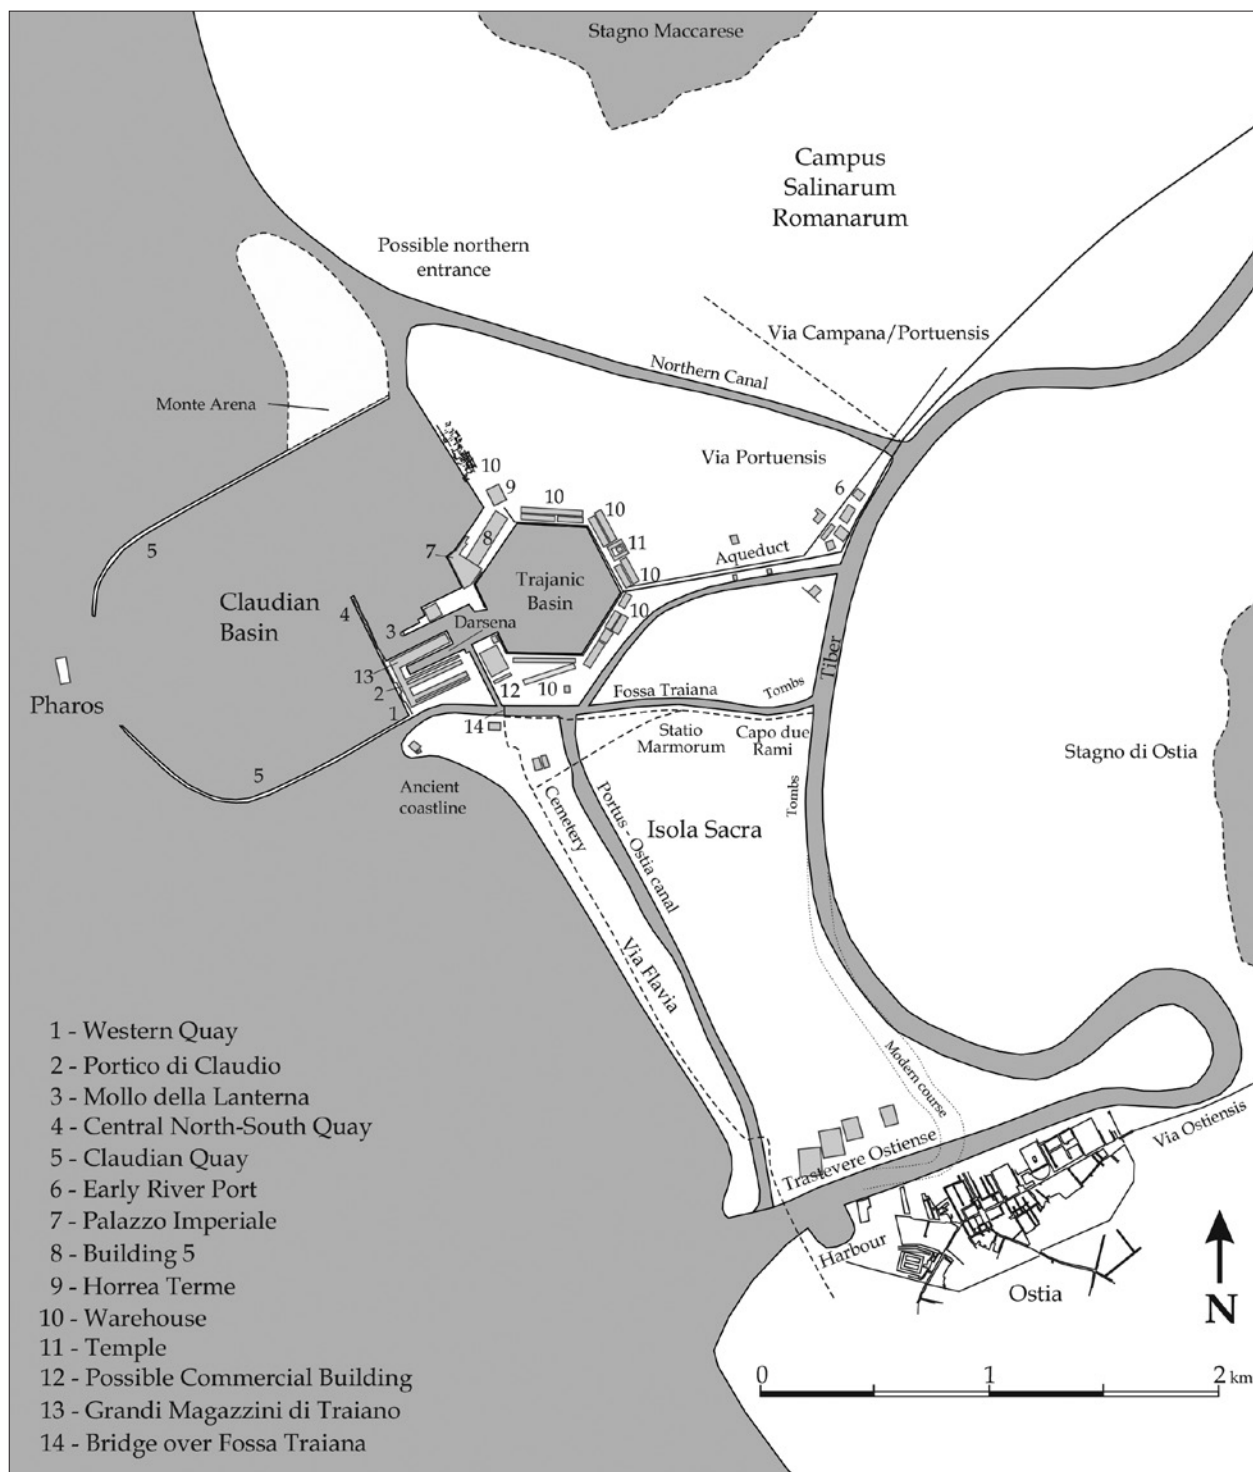 Stagno Maccarese
Campus
Salinarum
Romanarum
Possible northern
entrance
Via Campana/Portuensis
Northern Canal
Monte Arena
Via Portuensis
10
9
10
10
6
8
11
7
5
Aqueduct
10
Trajanic
Basin
Claudian
Basin
4
3
Darsena
10
Tiber
13
2
12
10
Fossa Traiana
Tombs
Pharos
1
14
Statio
Marmorum
Capo due
Rami
Stagno di Ostia
5
Ancient
coastline
Cemetery
Portus - Ostia canal
Isola Sacra
Tombs
Via Flavia
Modern course
1 - Western Quay
2 - Portico di Claudio
3 - Mollo della Lanterna
4 - Central North-South Quay
5 - Claudian Quay
6 - Early River Port
7 - Palazzo Imperiale
8 - Building 5
9 - Horrea Terme
10 - Warehouse
11 - Temple
12 - Possible Commercial Building
13 - Grandi Magazzini di Traiano
14 - Bridge over Fossa Traiana
Trastevere Ostiense
Via Ostiensis
Harbour
Ostia
N
0 1 2 km